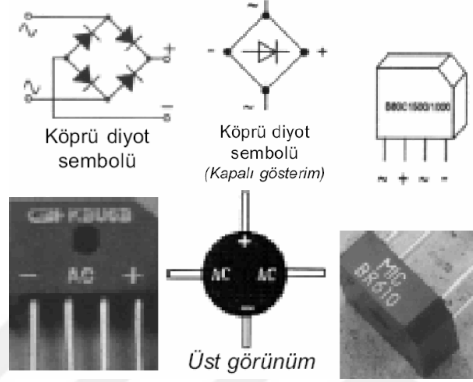 +
−
Köprü diyot
sembolü
~
- +
~
Köprü diyot
sembolü
(Kapalı gösterim)
B80C1500/1000
~ + ~ -
KBU6B
− AC +
+
AC AC
−
Üst görünüm
MIC
BR610